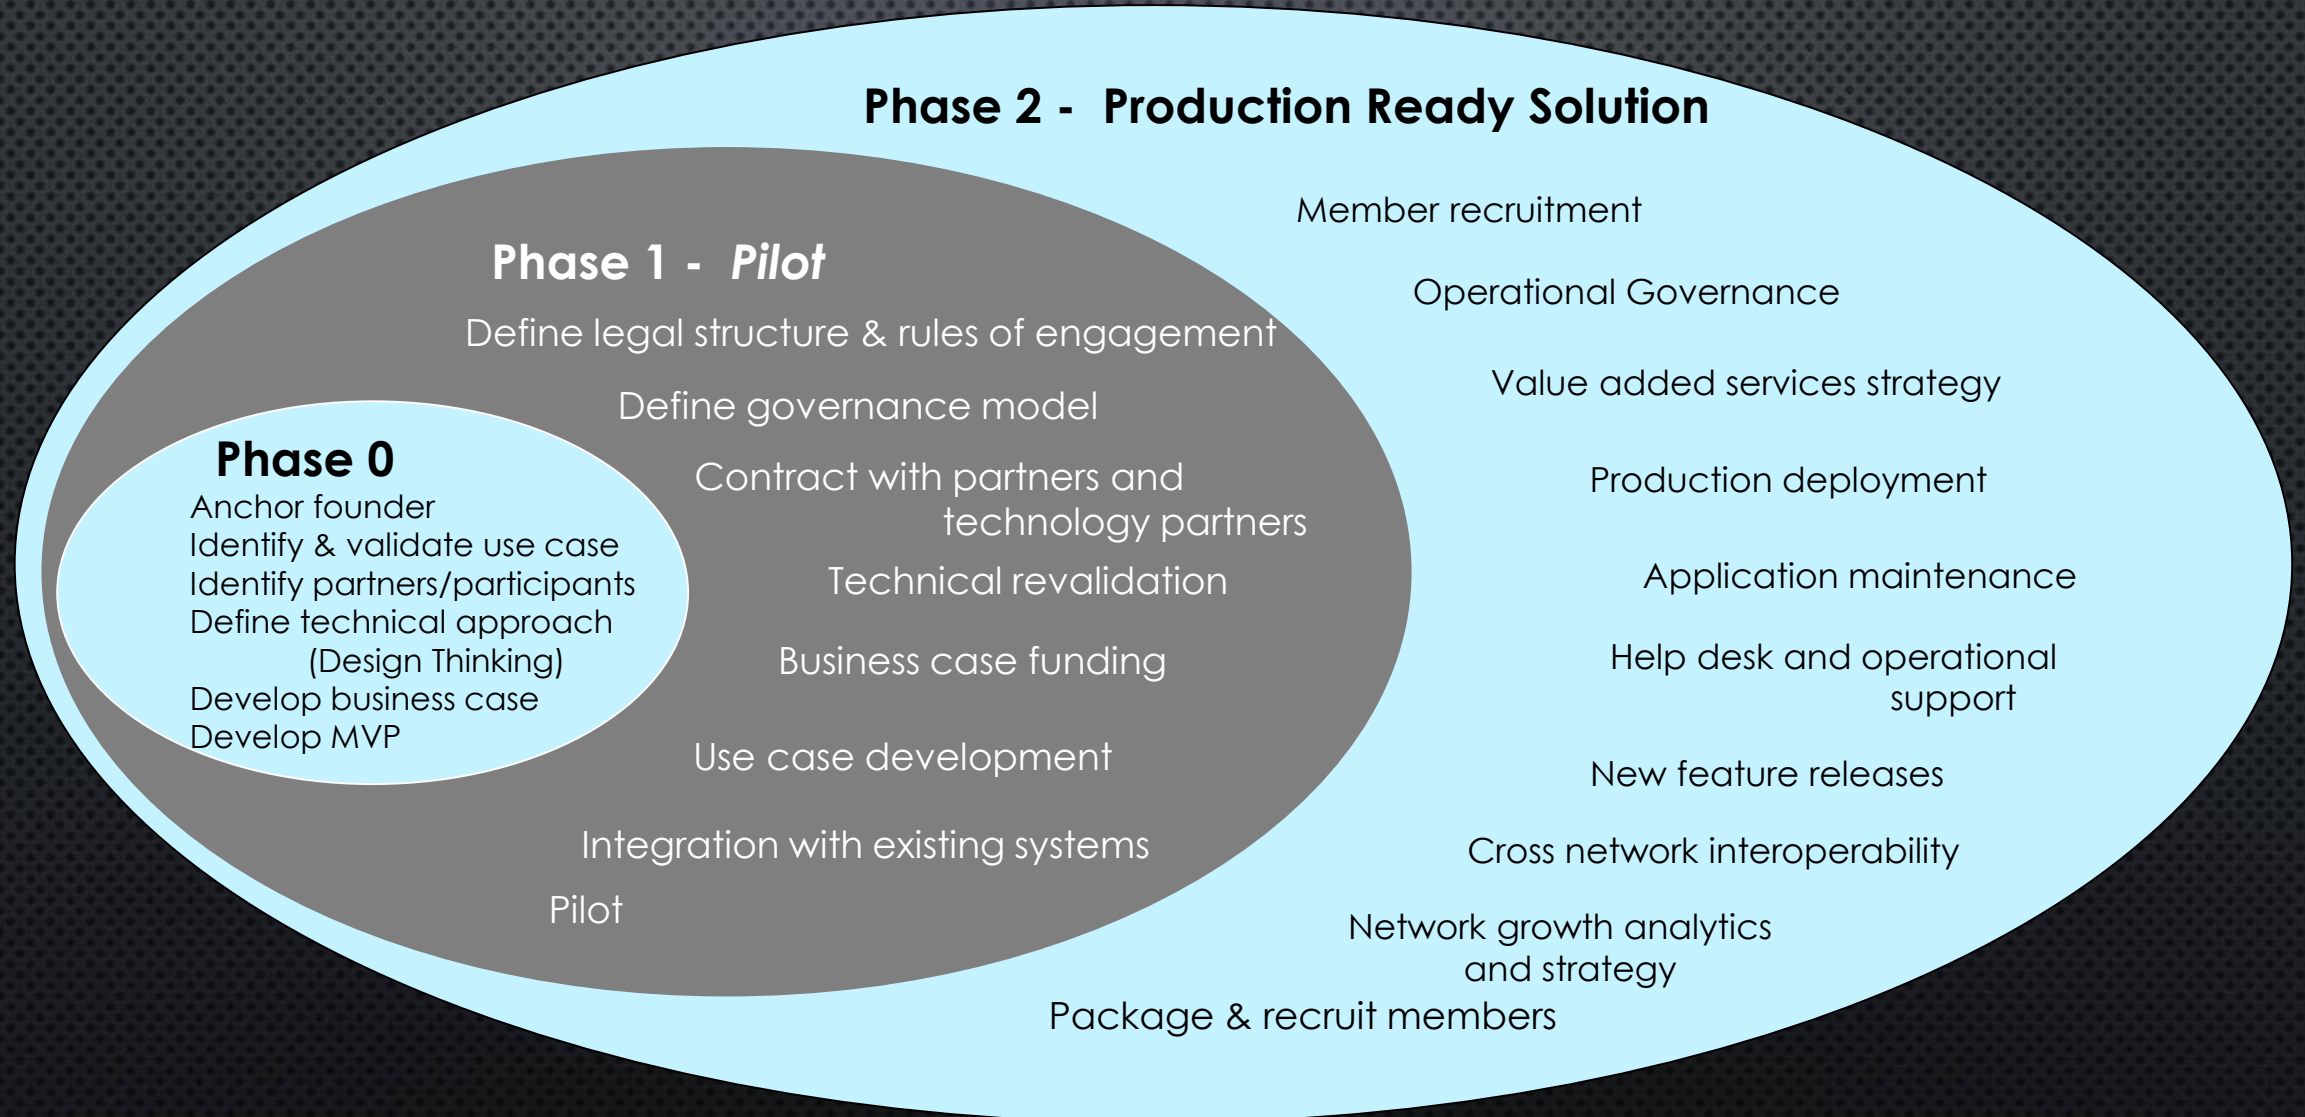 Phase 2 - Production Ready Solution
Member recruitment
Operational Governance
Value added services strategy
Production deployment
Application maintenance
Help desk and operational
support
New feature releases
Cross network interoperability
Network growth analytics
and strategy
Package & recruit members
Phase 1 - Pilot
Define legal structure & rules of engagement
Define governance model
Contract with partners and
technology partners
Technical revalidation
Business case funding
Use case development
Integration with existing systems
Pilot
Phase 0
Anchor founder
Identify & validate use case
Identify partners/participants
Define technical approach
(Design Thinking)
Develop business case
Develop MVP